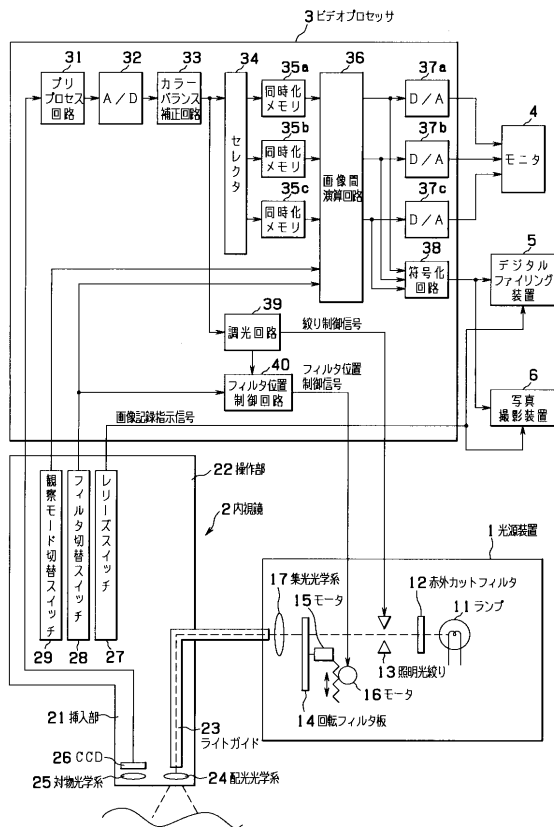 3 ビデオプロセッサ
31
32
33
34
35a
36
37a
プリ
プロセス
回路
A/D
カラー
バランス
補正回路
セレクタ
同時化
メモリ
画像間
演算回路
D/A
4
モニタ
35b
同時化
メモリ
37b
D/A
35c
同時化
メモリ
37c
D/A
38
符号化
回路
5
デジタル
ファイリング
装置
39
調光回路
絞り制御信号
40
フィルタ位置
制御回路
フィルタ位置
制御信号
6
写真
撮影装置
画像記録指示信号
22 操作部
2 内視鏡
観察モード切替スイッチ
フィルタ切替スイッチ
レリーズスイッチ
29
28
27
1 光源装置
17 集光光学系
15 モータ
12 赤外カットフィルタ
11 ランプ
13 照明光絞り
16 モータ
14 回転フィルタ板
21 挿入部
23
ライトガイド
26 CCD
25 対物光学系
24 配光光学系